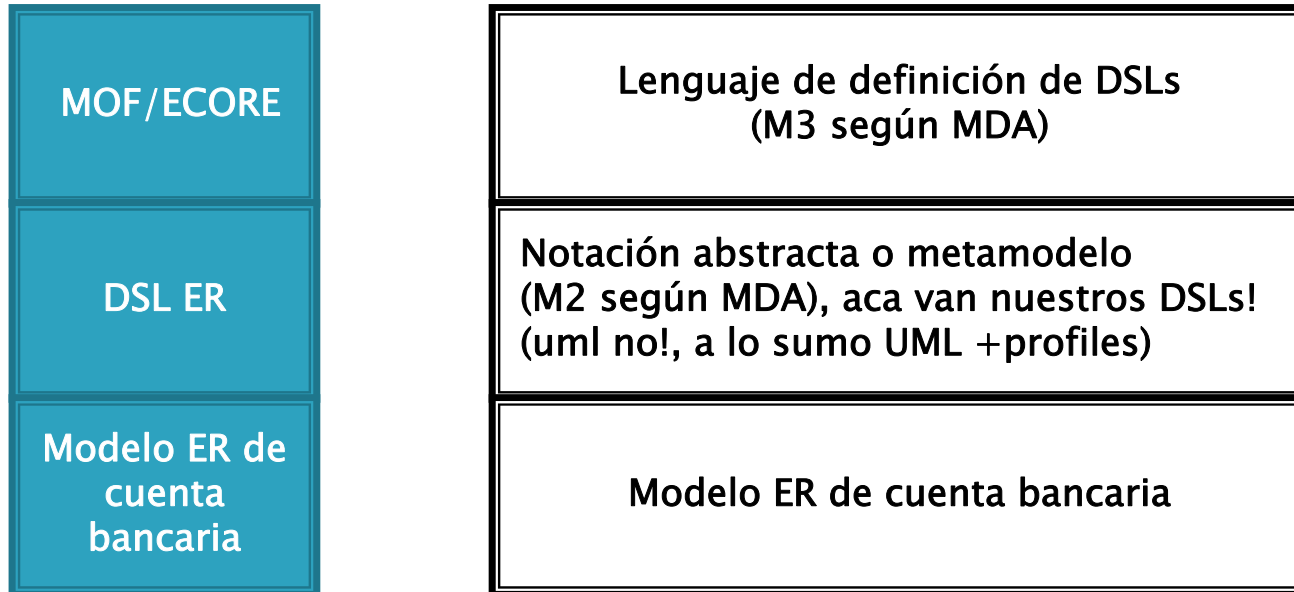 MOF/ECORE
Lenguaje de definición de DSLs
(M3 según MDA)
DSL ER
Notación abstracta o metamodelo
(M2 según MDA), aca van nuestros DSLs!
(uml no!, a lo sumo UML +profiles)
Modelo ER de
cuenta
bancaria
Modelo ER de cuenta bancaria